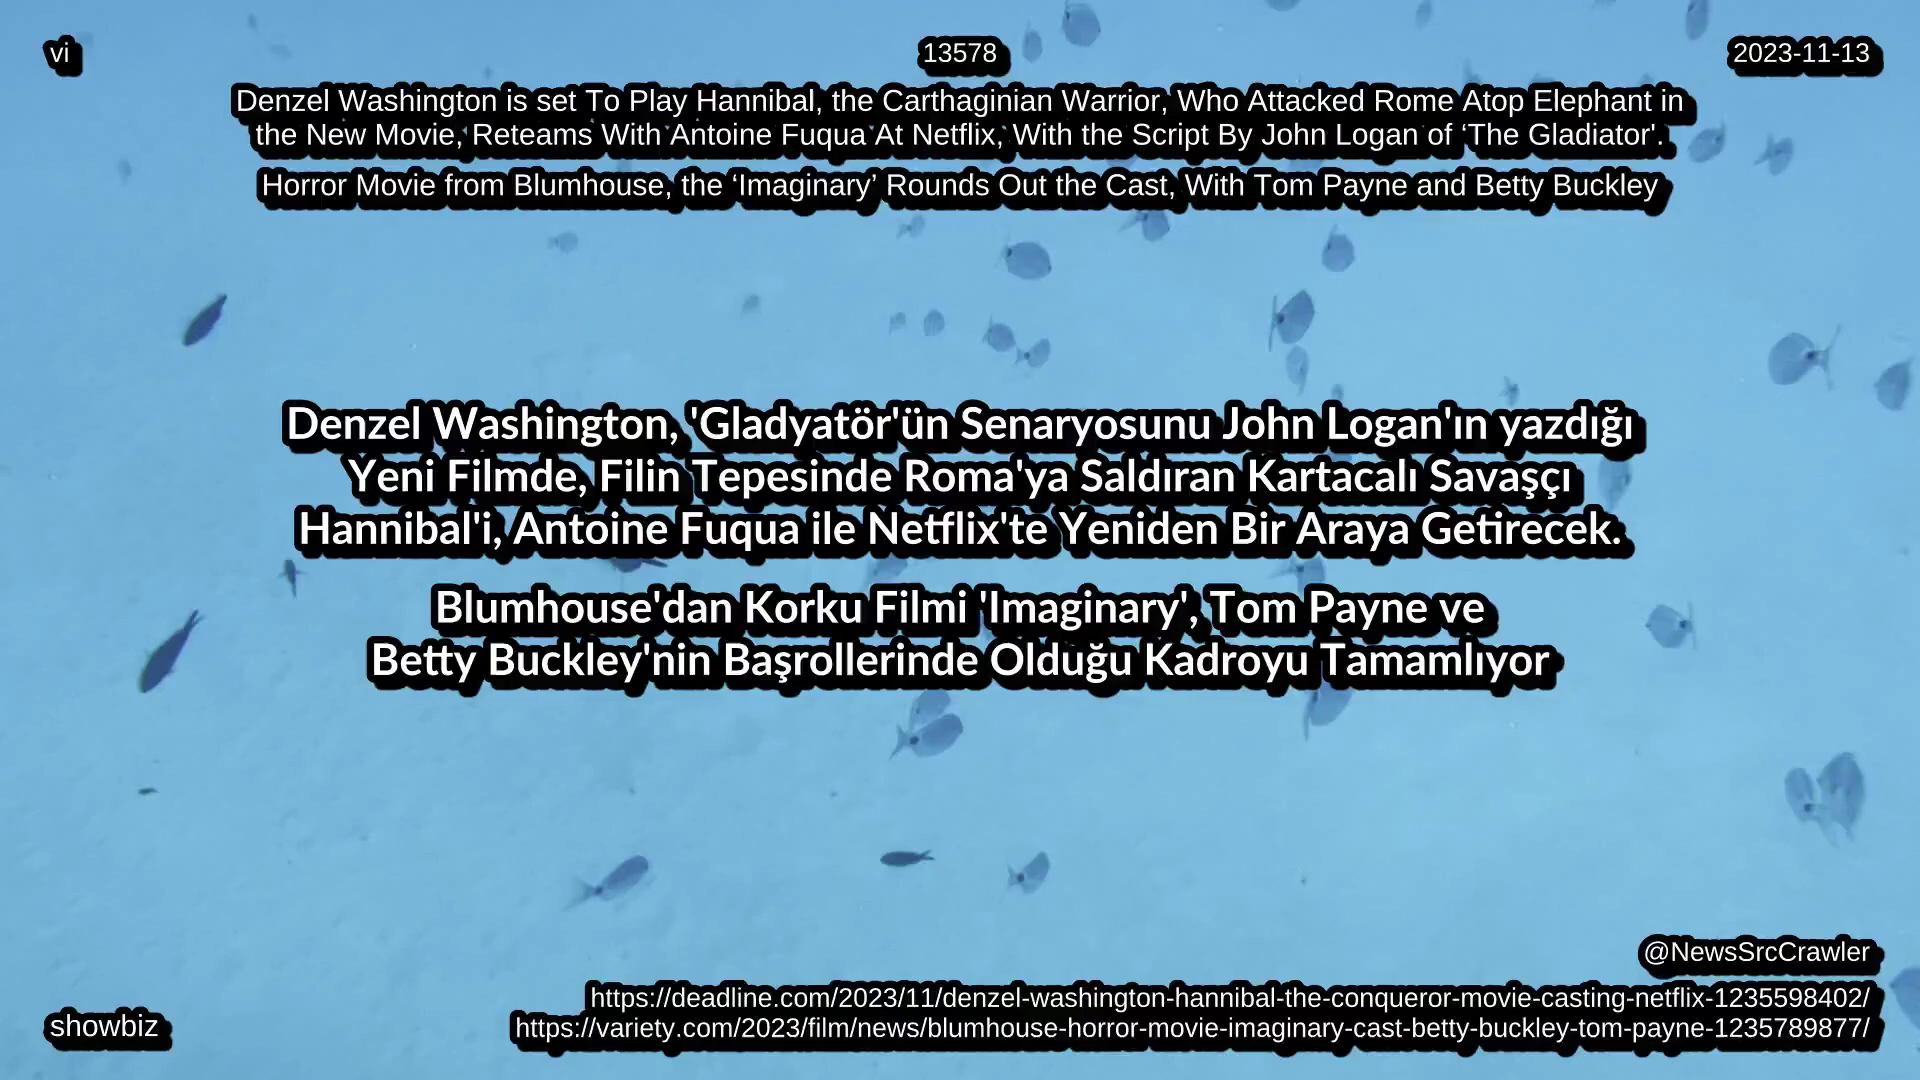 vi
13578
2023-11-13
Denzel Washington is set To Play Hannibal, the Carthaginian Warrior, Who Attacked Rome Atop Elephant in
the New Movie, Reteams With Antoine Fuqua At Netflix, With the Script By John Logan of ‘The Gladiator'.
Horror Movie from Blumhouse, the ‘Imaginary’ Rounds Out the Cast, With Tom Payne and Betty Buckley
Denzel Washington, 'Gladyatör'ün Senaryosunu John Logan'ın yazdığı
Yeni Filmde, Filin Tepesinde Roma'ya Saldıran Kartacalı Savaşçı
Hannibal'i, Antoine Fuqua ile Netflix'te Yeniden Bir Araya Getirecek.
Blumhouse'dan Korku Filmi 'Imaginary', Tom Payne ve
Betty Buckley'nin Başrollerinde Olduğu Kadroyu Tamamlıyor
@NewsSrcCrawler
https://deadline.com/2023/11/denzel-washington-hannibal-the-conqueror-movie-casting-netflix-1235598402/
https://variety.com/2023/film/news/blumhouse-horror-movie-imaginary-cast-betty-buckley-tom-payne-1235789877/
showbiz